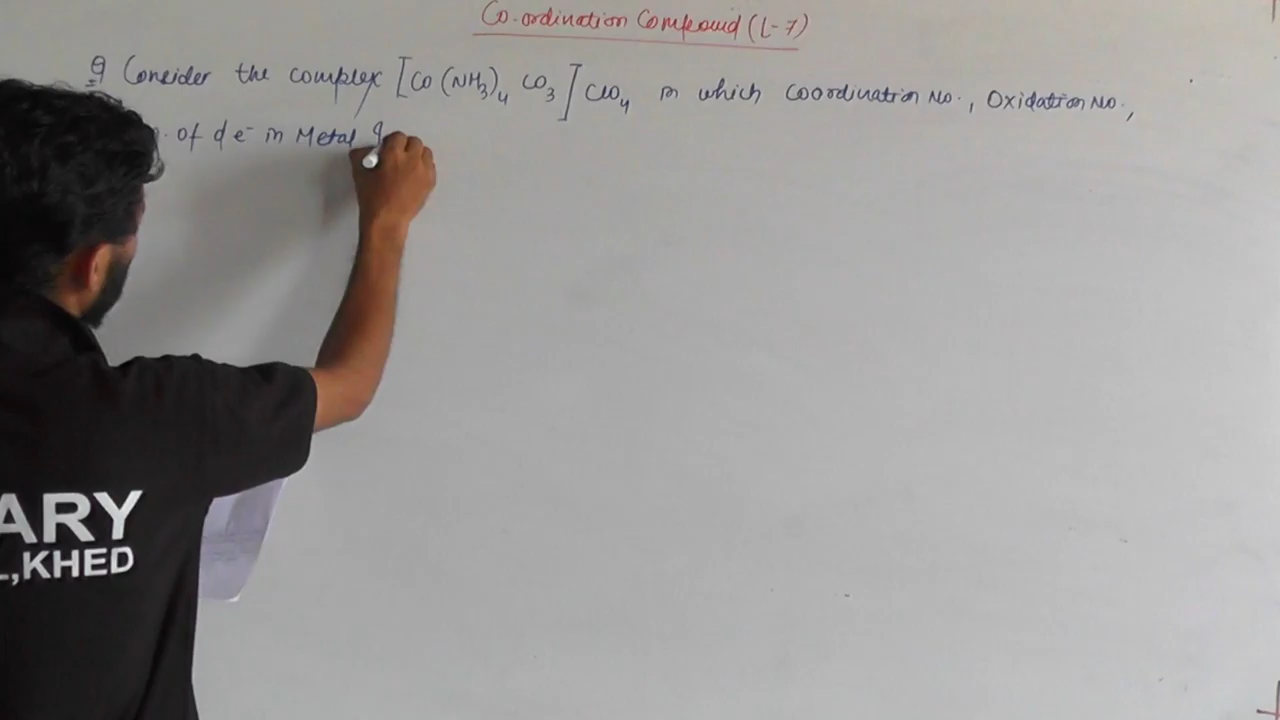 Co-ordination Compound (L-7)
Q Consider the complex [CO(NH3)4 CO3] ClO4 in which coordination No., Oxidation No.,
of d e⁻ in Metal
ARY
L,KHED